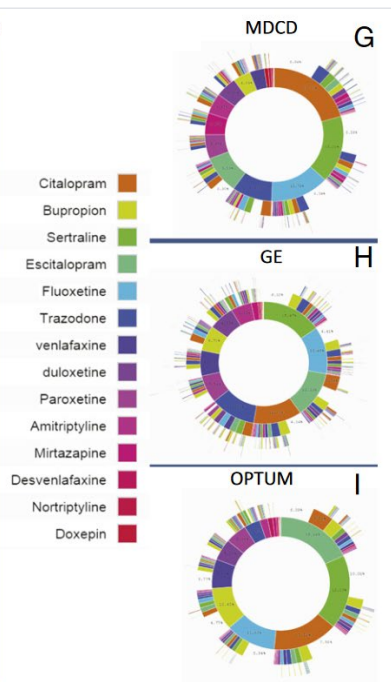 MDCD
G
Citalopram
Bupropion
Sertraline
Escitalopram
Fluoxetine
Trazodone
venlafaxine
duloxetine
Paroxetine
Amitriptyline
Mirtazapine
Desvenlafaxine
Nortriptyline
Doxepin
GE
H
OPTUM
I